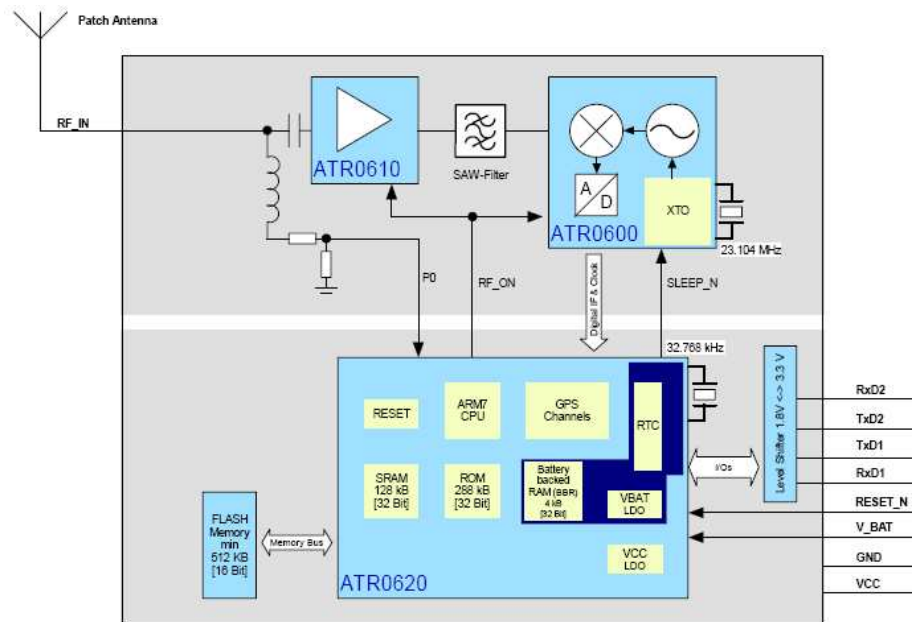 Patch Antenna
RF_IN
ATR0610
SAW-Filter
A
D
XTO
ATR0600
23.104 MHz
P0
RF_ON
Digital IF & Clock
SLEEP_N
32.768 kHz
RESET
ARM7
CPU
GPS
Channels
RTC
SRAM
128 kB
[32 Bit]
ROM
288 kB
[32 Bit]
Battery
backed
RAM (BBR)
4 kB
[32 Bit]
VBAT
LDO
VCC
LDO
ATR0620
FLASH
Memory
min
512 KB
[16 Bit]
Memory Bus
I/Os
Level Shifter 1.8V <-> 3.3 V
RxD2
TxD2
TxD1
RxD1
RESET_N
V_BAT
GND
VCC